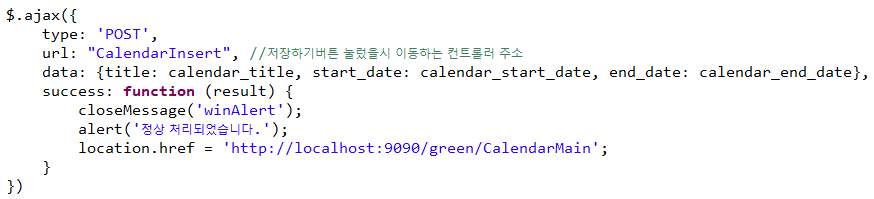 $.ajax({
    type: 'POST',
    url: "CalendarInsert", //저장하기버튼 눌렀을시 이동하는 컨트롤러 주소
    data: {title: calendar_title, start_date: calendar_start_date, end_date: calendar_end_date},
    success: function (result) {
        closeMessage('winAlert');
        alert('정상 처리되었습니다.');
        location.href = 'http://localhost:9090/green/CalendarMain';
    }
})